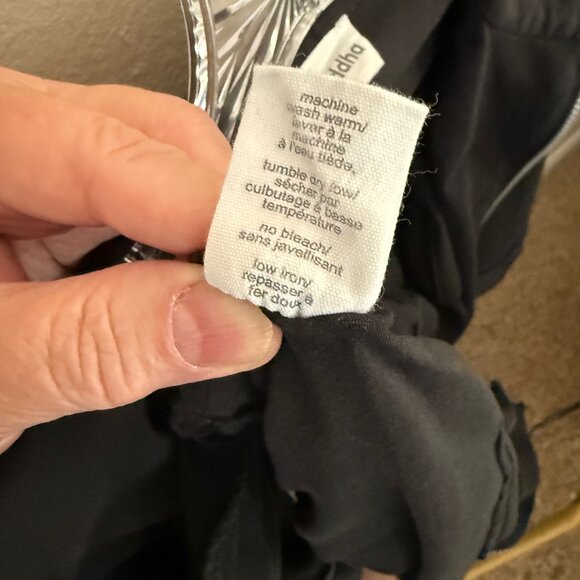 ddha
machine
wash warm/
laver à la
machine
à l'eau tiède.
tumble dry low/
sécher par
culbutage à basse
température
no bleach/
sans javellisant
low iron/
repasser à
fer doux